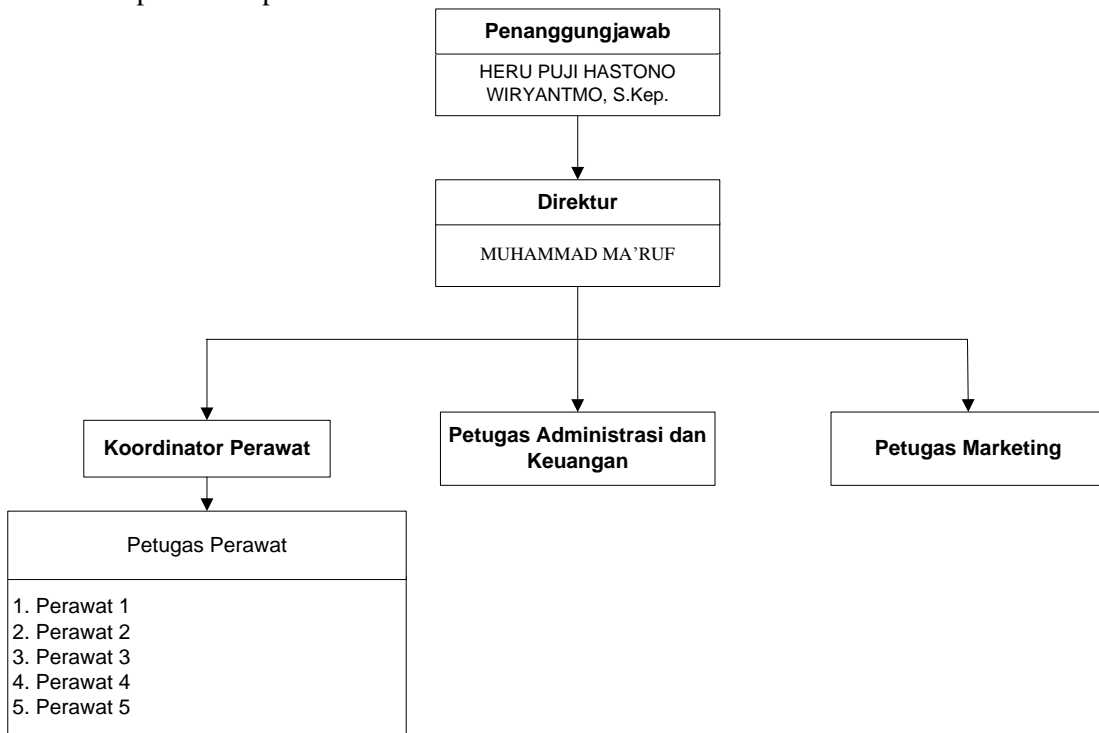 Penanggungjawab
HERU PUJI HASTONO
WIRYANTMO, S.Kep.
Direktur
MUHAMMAD MA’RUF
Koordinator Perawat
Petugas Administrasi dan
Keuangan
Petugas Marketing
Petugas Perawat
1. Perawat 1
2. Perawat 2
3. Perawat 3
4. Perawat 4
5. Perawat 5